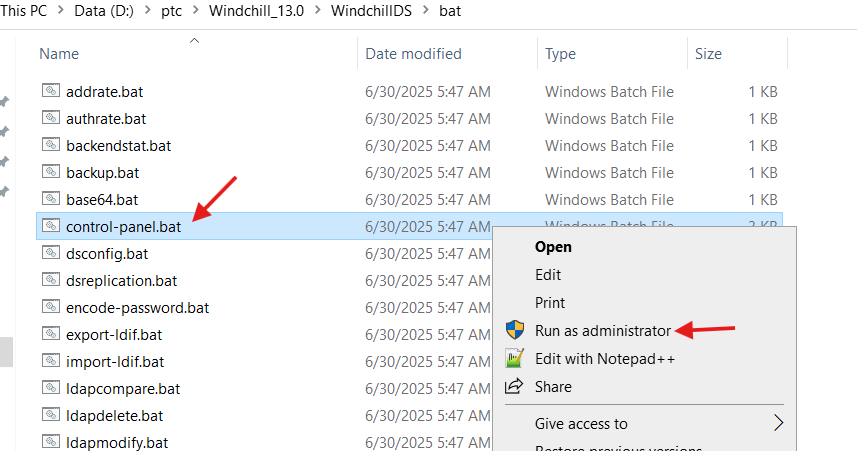 This PC > Data (D:) > ptc > Windchill_13.0 > WindchillDS > bat
Name Date modified Type Size
addrate.bat 6/30/2025 5:47 AM Windows Batch File 1 KB
authrate.bat 6/30/2025 5:47 AM Windows Batch File 1 KB
backendstat.bat 6/30/2025 5:47 AM Windows Batch File 1 KB
backup.bat 6/30/2025 5:47 AM Windows Batch File 1 KB
base64.bat 6/30/2025 5:47 AM Windows Batch File 1 KB
control-panel.bat 6/30/2025 5:47 AM Windows Batch File 2 KB
dsconfig.bat 6/30/2025 5:47 AM
dsreplication.bat 6/30/2025 5:47 AM
encode-password.bat 6/30/2025 5:47 AM
export-ldif.bat 6/30/2025 5:47 AM
import-ldif.bat 6/30/2025 5:47 AM
ldapcompare.bat 6/30/2025 5:47 AM
ldapdelete.bat 6/30/2025 5:47 AM
ldapmodify.bat 6/30/2025 5:47 AM
Open
Edit
Print
Run as administrator
Edit with Notepad++
Share
Give access to
Restore previous versions